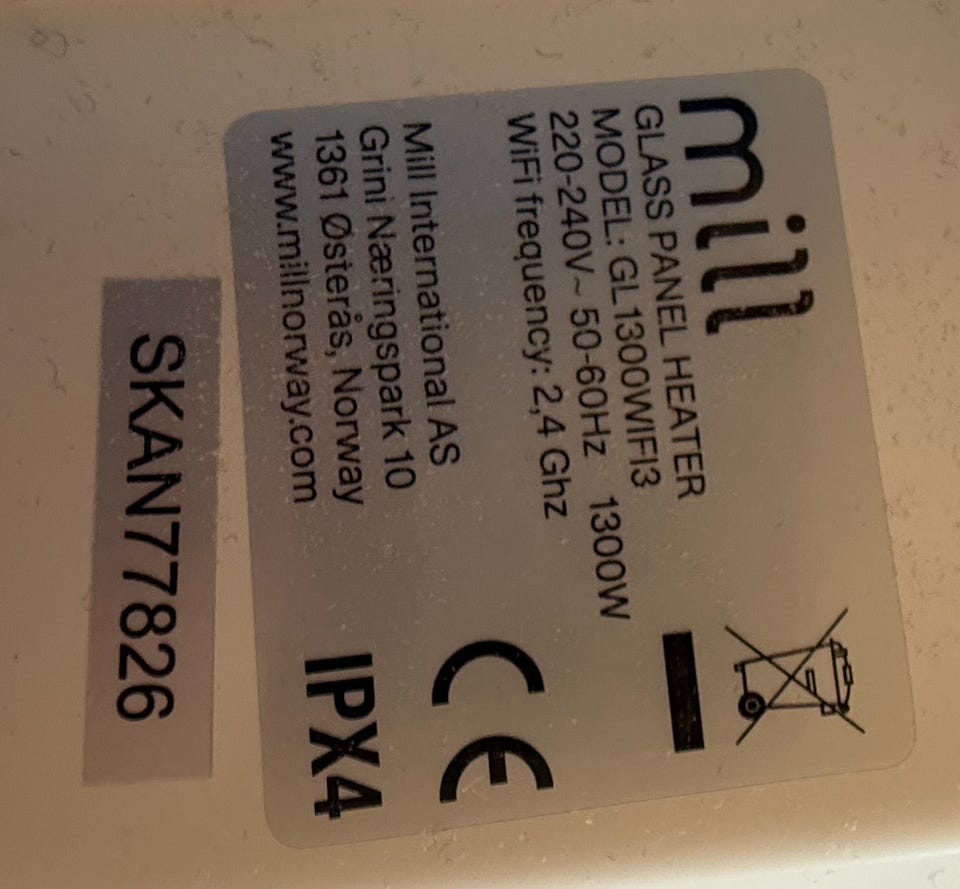 mill
GLASS PANEL HEATER
MODEL: GL1300WIFI3
220-240V~ 50-60Hz 1300W
WiFi frequency: 2,4 Ghz
Mill International AS
Grini Næringspark 10
1361 Østerås, Norway
www.millnorway.com
CE
IPX4
SKAN77826